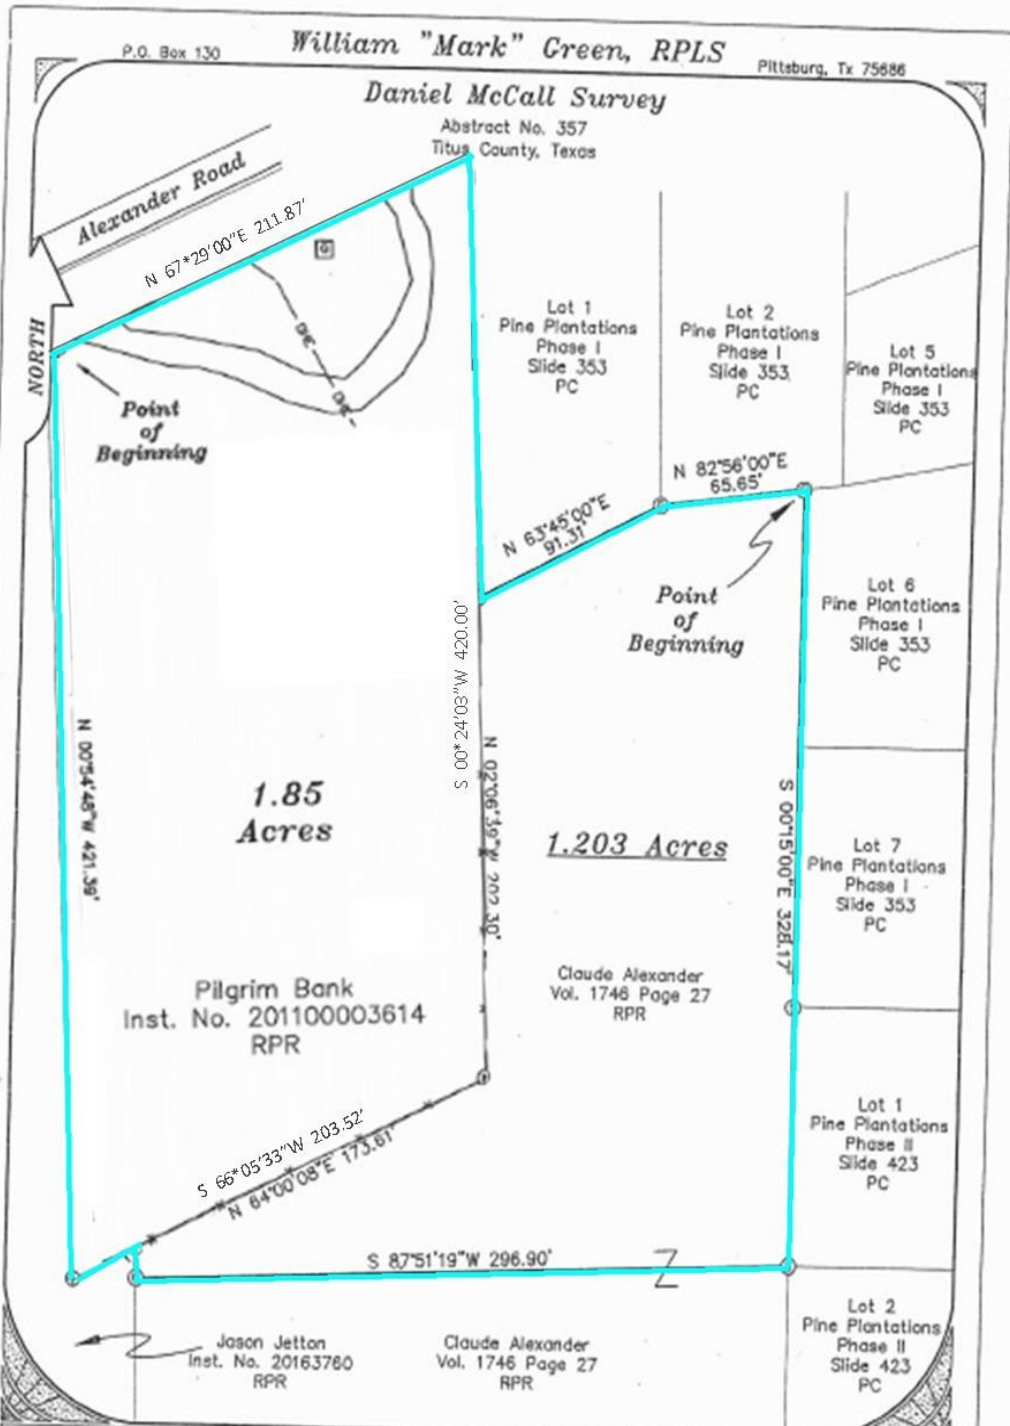 William "Mark" Green, RPLS
P.O. Box 130
Pittsburg, Tx 75686
Daniel McCall Survey
Abstract No. 357
Titus County, Texas
Alexander Road
N 67*29'00"E 211.87'
G
NORTH
OHE
OHE
Point
of
Beginning
Lot 1
Pine Plantations
Phase I
Slide 353
PC
Lot 2
Pine Plantations
Phase I
Slide 353
PC
Lot 5
Pine Plantations
Phase I
Slide 353
PC
N 82°56'00"E
65.65'
N 63°45'00"E
91.31'
Point
of
Beginning
Lot 6
Pine Plantations
Phase I
Slide 353
PC
S 00*24'03"W 420.00'
N 00°54'48"W 421.39'
N 02°06'39"W 202.30'
S 00°15'00"E 328.17'
1.85
Acres
1.203 Acres
Lot 7
Pine Plantations
Phase I
Slide 353
PC
Pilgrim Bank
Inst. No. 201100003614
RPR
Claude Alexander
Vol. 1746 Page 27
RPR
S 66*05'33"W 203.52'
N 64°00'08"E 173.61'
Lot 1
Pine Plantations
Phase II
Slide 423
PC
S 87°51'19"W 296.90'
Jason Jetton
Inst. No. 20163760
RPR
Claude Alexander
Vol. 1746 Page 27
RPR
Lot 2
Pine Plantations
Phase II
Slide 423
PC